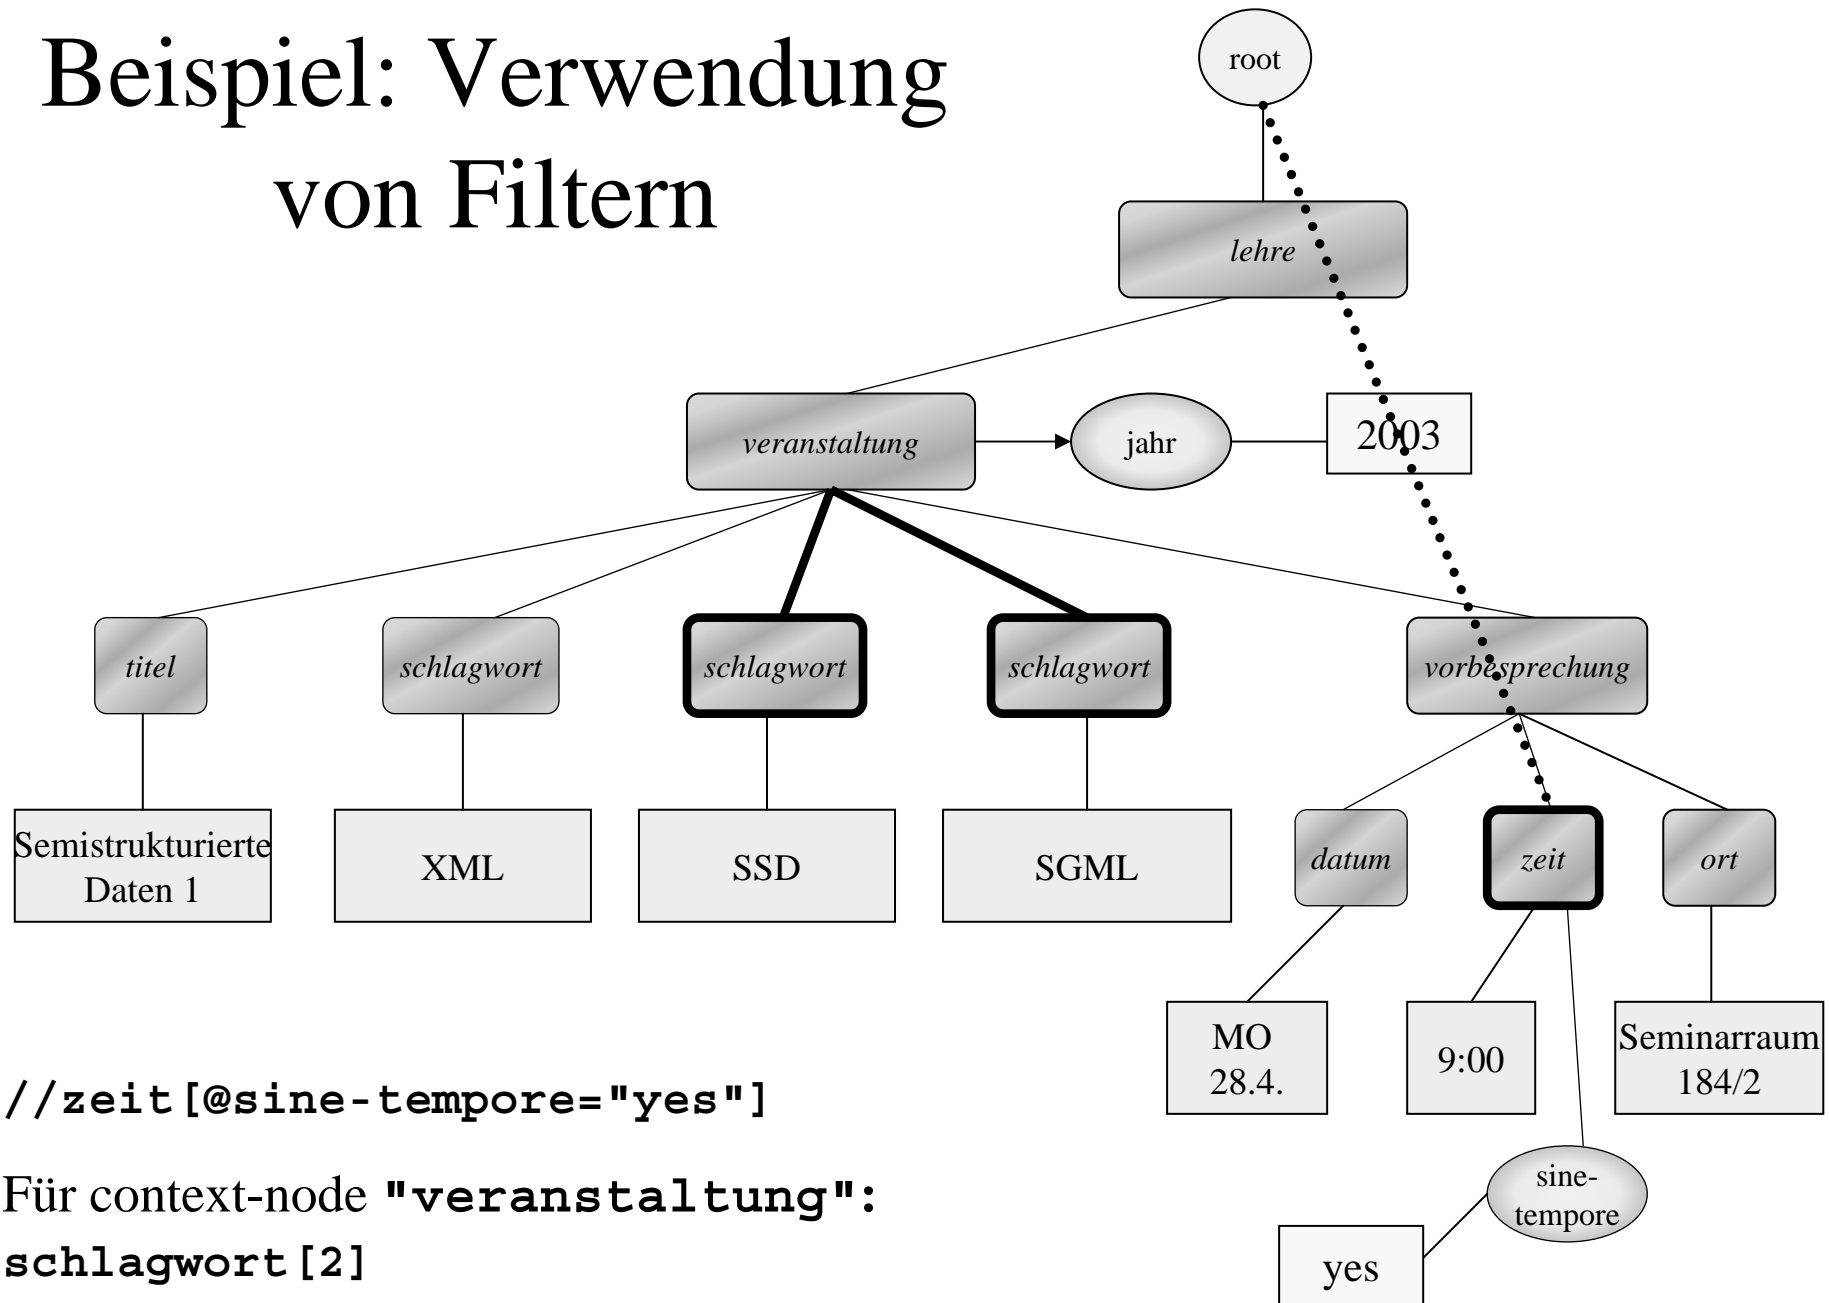 Beispiel: Verwendung
von Filtern
root
lehre
veranstaltung
jahr
2003
titel
schlagwort
schlagwort
schlagwort
vorbesprechung
Semistrukturierte
Daten 1
XML
SSD
SGML
datum
zeit
ort
MO
28.4.
9:00
Seminarraum
184/2
sine-
tempore
yes
//zeit[@sine-tempore="yes"]
Für context-node "veranstaltung":
schlagwort[2]